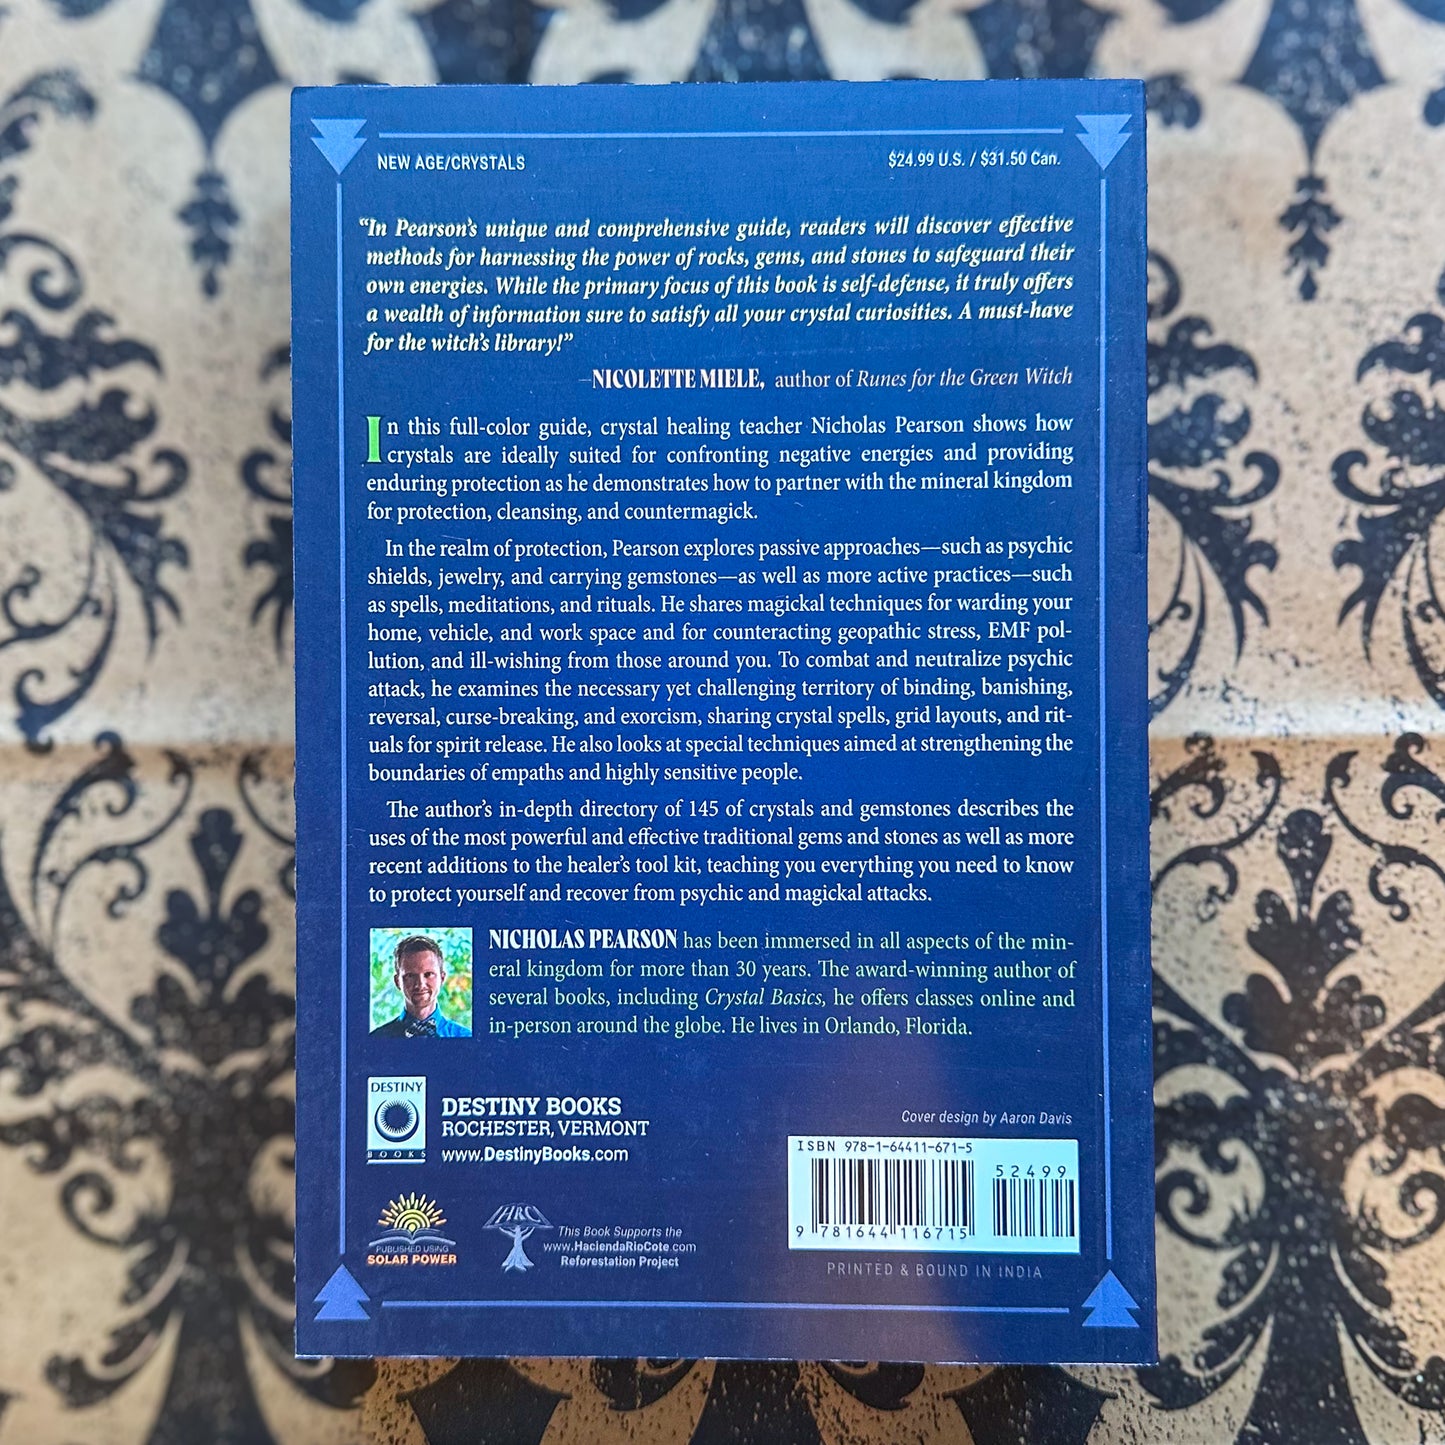 NEW AGE/CRYSTALS
$24.99 U.S. / $31.50 Can.
“In Pearson’s unique and comprehensive guide, readers will discover effective
methods for harnessing the power of rocks, gems, and stones to safeguard their
own energies. While the primary focus of this book is self-defense, it truly offers
a wealth of information sure to satisfy all your crystal curiosities. A must-have
for the witch’s library!”
—NICOLETTE MIELE, author of Runes for the Green Witch
In this full-color guide, crystal healing teacher Nicholas Pearson shows how
crystals are ideally suited for confronting negative energies and providing
enduring protection as he demonstrates how to partner with the mineral kingdom
for protection, cleansing, and countermagick.
In the realm of protection, Pearson explores passive approaches—such as psychic
shields, jewelry, and carrying gemstones—as well as more active practices—such
as spells, meditations, and rituals. He shares magickal techniques for warding your
home, vehicle, and work space and for counteracting geopathic stress, EMF pol-
lution, and ill-wishing from those around you. To combat and neutralize psychic
attack, he examines the necessary yet challenging territory of binding, banishing,
reversal, curse-breaking, and exorcism, sharing crystal spells, grid layouts, and rit-
uals for spirit release. He also looks at special techniques aimed at strengthening the
boundaries of empaths and highly sensitive people.
The author’s in-depth directory of 145 of crystals and gemstones describes the
uses of the most powerful and effective traditional gems and stones as well as more
recent additions to the healer’s tool kit, teaching you everything you need to know
to protect yourself and recover from psychic and magickal attacks.
NICHOLAS PEARSON has been immersed in all aspects of the min-
eral kingdom for more than 30 years. The award-winning author of
several books, including Crystal Basics, he offers classes online and
in-person around the globe. He lives in Orlando, Florida.
DESTINY
BOOKS
DESTINY BOOKS
ROCHESTER, VERMONT
www.DestinyBooks.com
Cover design by Aaron Davis
ISBN 978-1-64411-671-5
52499
9 781644 116715
PUBLISHED USING
SOLAR POWER
HRC
This Book Supports the
www.HaciendaRioCote.com
Reforestation Project
PRINTED & BOUND IN INDIA